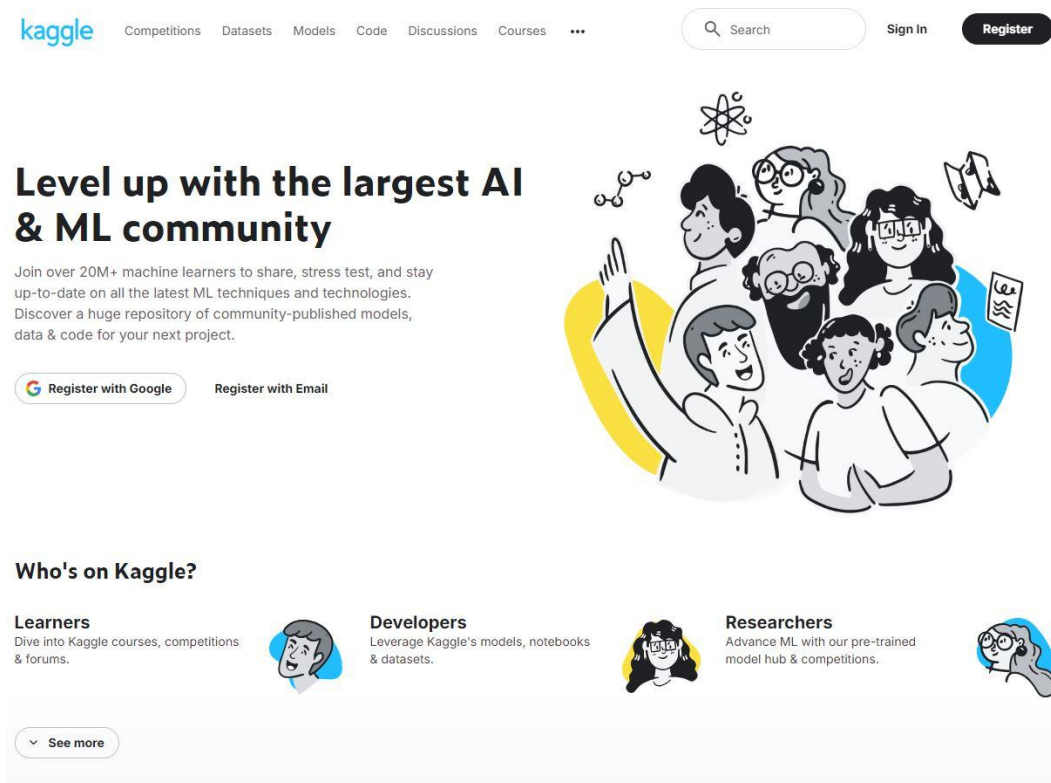 kaggle Competitions Datasets Models Code Discussions Courses ••• Search Sign In Register
Level up with the largest AI
& ML community
Join over 20M+ machine learners to share, stress test, and stay
up-to-date on all the latest ML techniques and technologies.
Discover a huge repository of community-published models,
data & code for your next project.
Register with Google Register with Email
Who's on Kaggle?
Learners
Dive into Kaggle courses, competitions
& forums.
Developers
Leverage Kaggle's models, notebooks
& datasets.
Researchers
Advance ML with our pre-trained
model hub & competitions.
See more